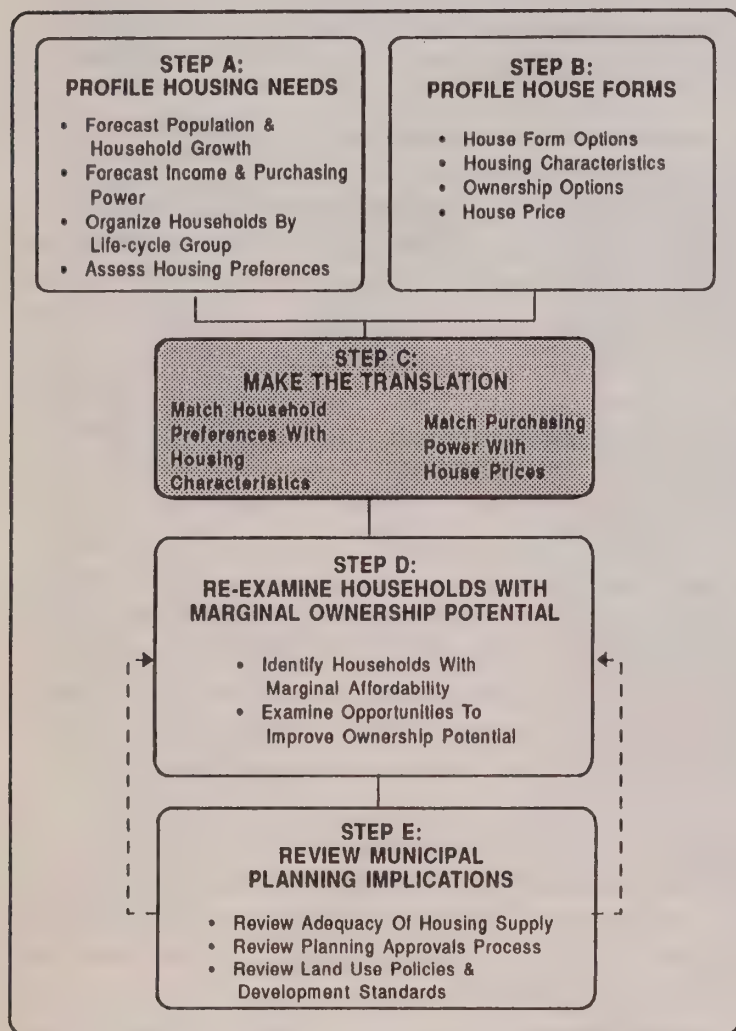 STEP A:
PROFILE HOUSING NEEDS
• Forecast Population &
Household Growth
• Forecast Income & Purchasing
Power
• Organize Households By
Life-cycle Group
• Assess Housing Preferences
STEP B:
PROFILE HOUSE FORMS
• House Form Options
• Housing Characteristics
• Ownership Options
• House Price
STEP C:
MAKE THE TRANSLATION
Match Household
Preferences With
Housing
Characteristics
Match Purchasing
Power With
House Prices
STEP D:
RE-EXAMINE HOUSEHOLDS WITH
MARGINAL OWNERSHIP POTENTIAL
• Identify Households With
Marginal Affordability
• Examine Opportunities To
Improve Ownership Potential
STEP E:
REVIEW MUNICIPAL
PLANNING IMPLICATIONS
• Review Adequacy Of Housing Supply
• Review Planning Approvals Process
• Review Land Use Policies &
Development Standards